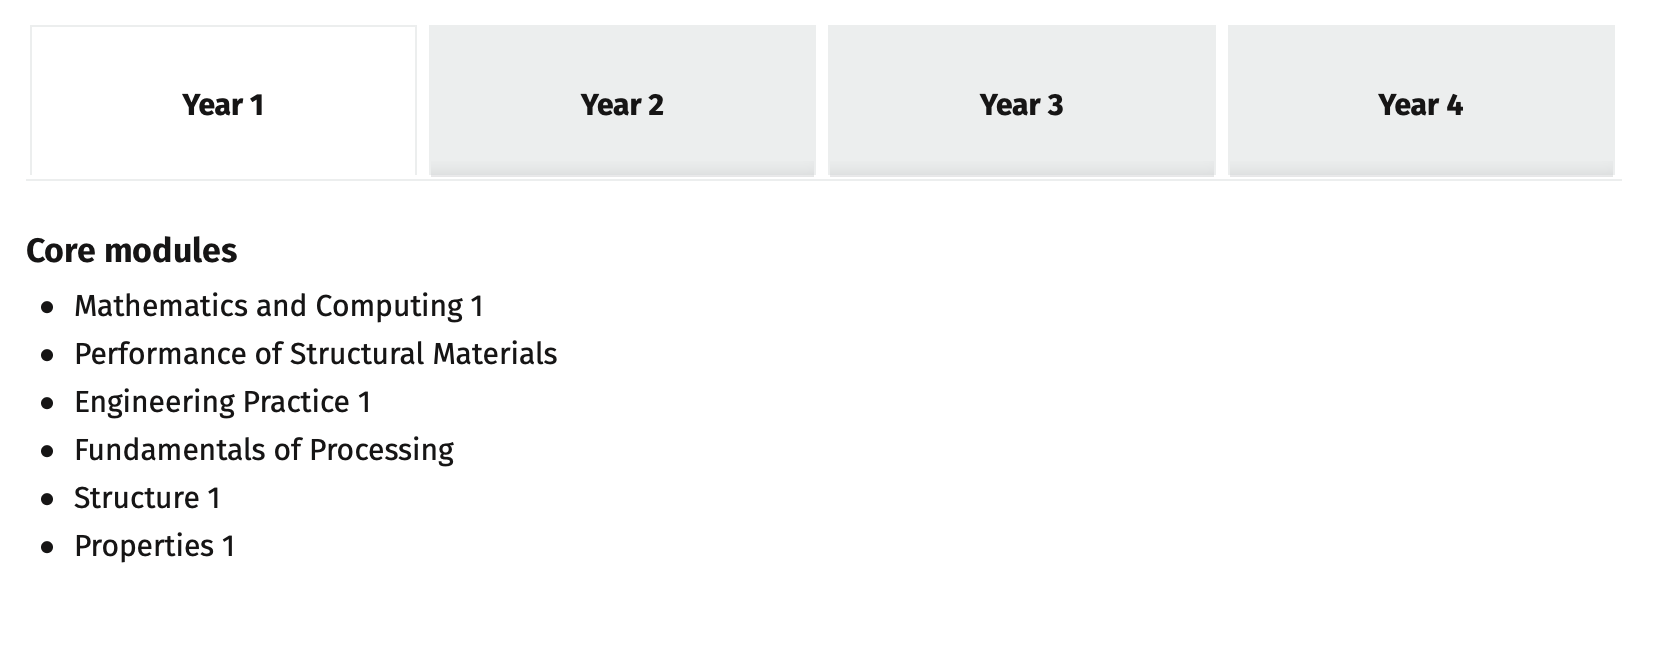 Year 1
Year 2
Year 3
Year 4
Core modules
Mathematics and Computing 1
Performance of Structural Materials
Engineering Practice 1
Fundamentals of Processing
Structure 1
Properties 1